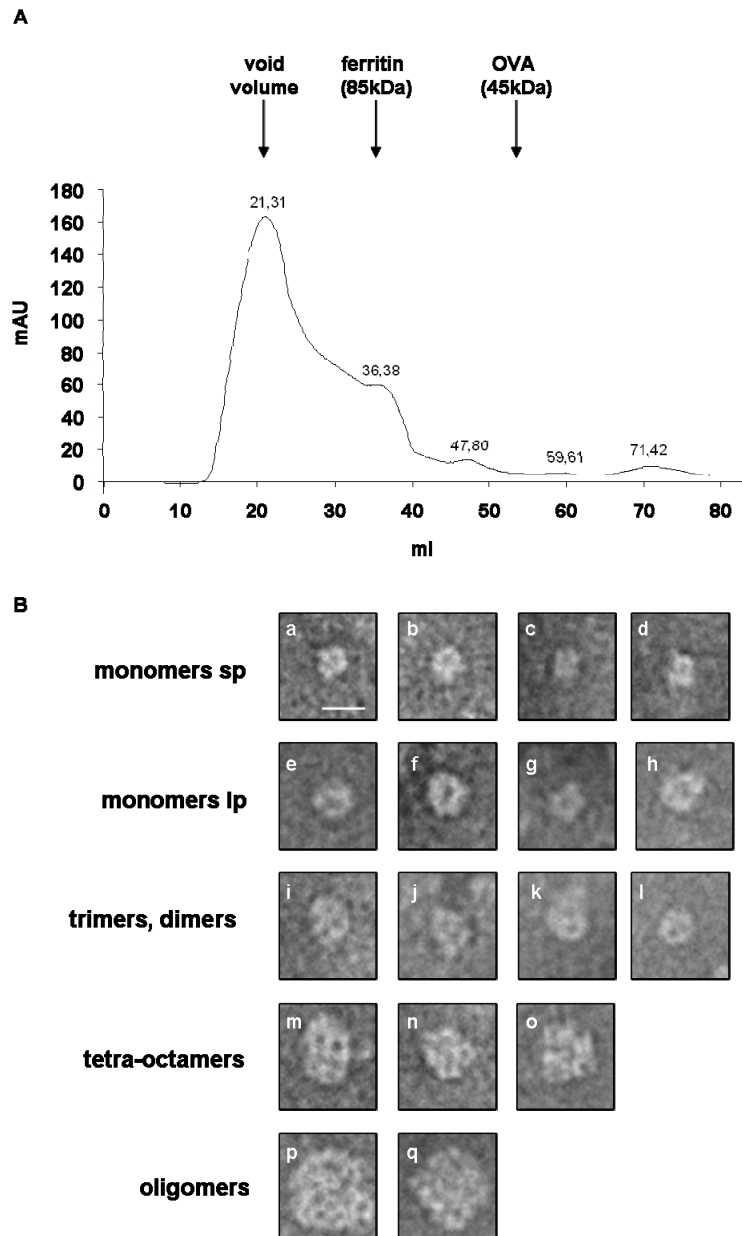 A
void volume
ferritin (85kDa)
OVA (45kDa)
180
160
140
120
100
80
60
40
20
0
mAU
21,31
36,38
47,80
59,61
71,42
0 10 20 30 40 50 60 70 80
ml
B
monomers sp
a b c d
monomers lp
e f g h
trimers, dimers
i j k l
tetra-octamers
m n o
oligomers
p q